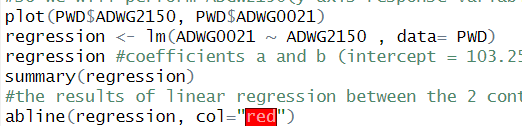 #So we will perform ADGW2150(y axis response variab
plot(PWD$ADWG2150, PWD$ADWG0021)
regression <- lm(ADWG0021 ~ ADWG2150 , data= PWD)
regression #coefficients a and b (intercept = 103.25
summary(regression)
#the results of linear regression between the 2 cont
abline(regression, col="red")